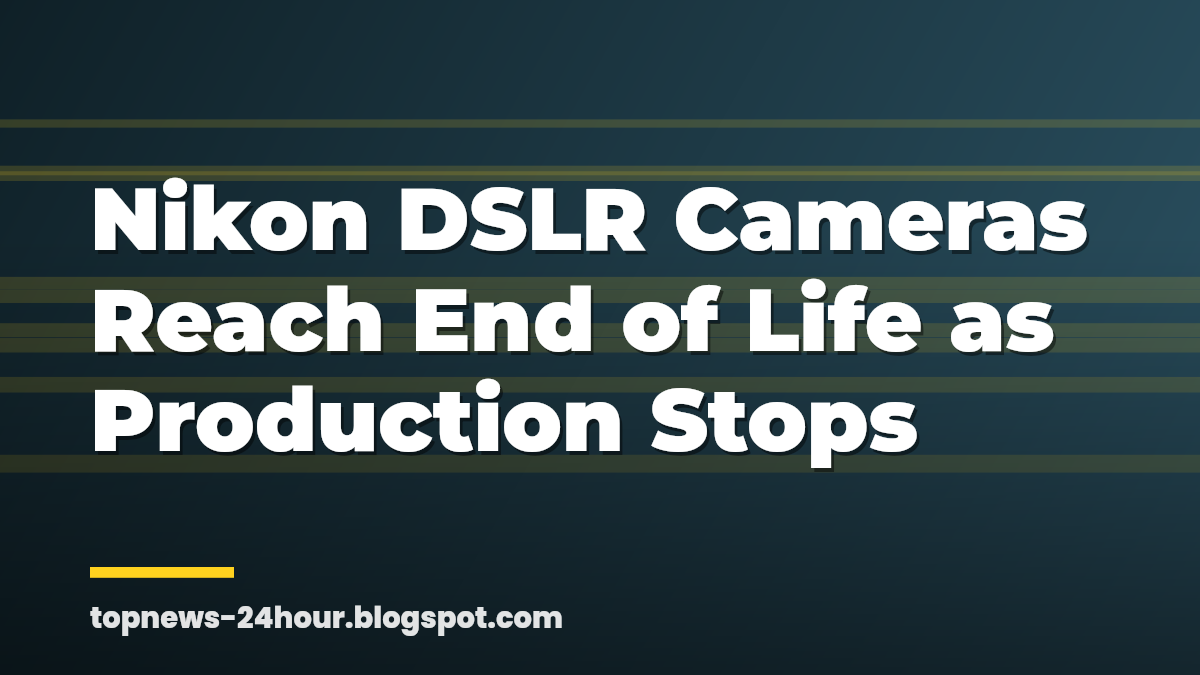 Nikon DSLR Cameras
Reach End of Life as
Production Stops
topnews-24hour.blogspot.com